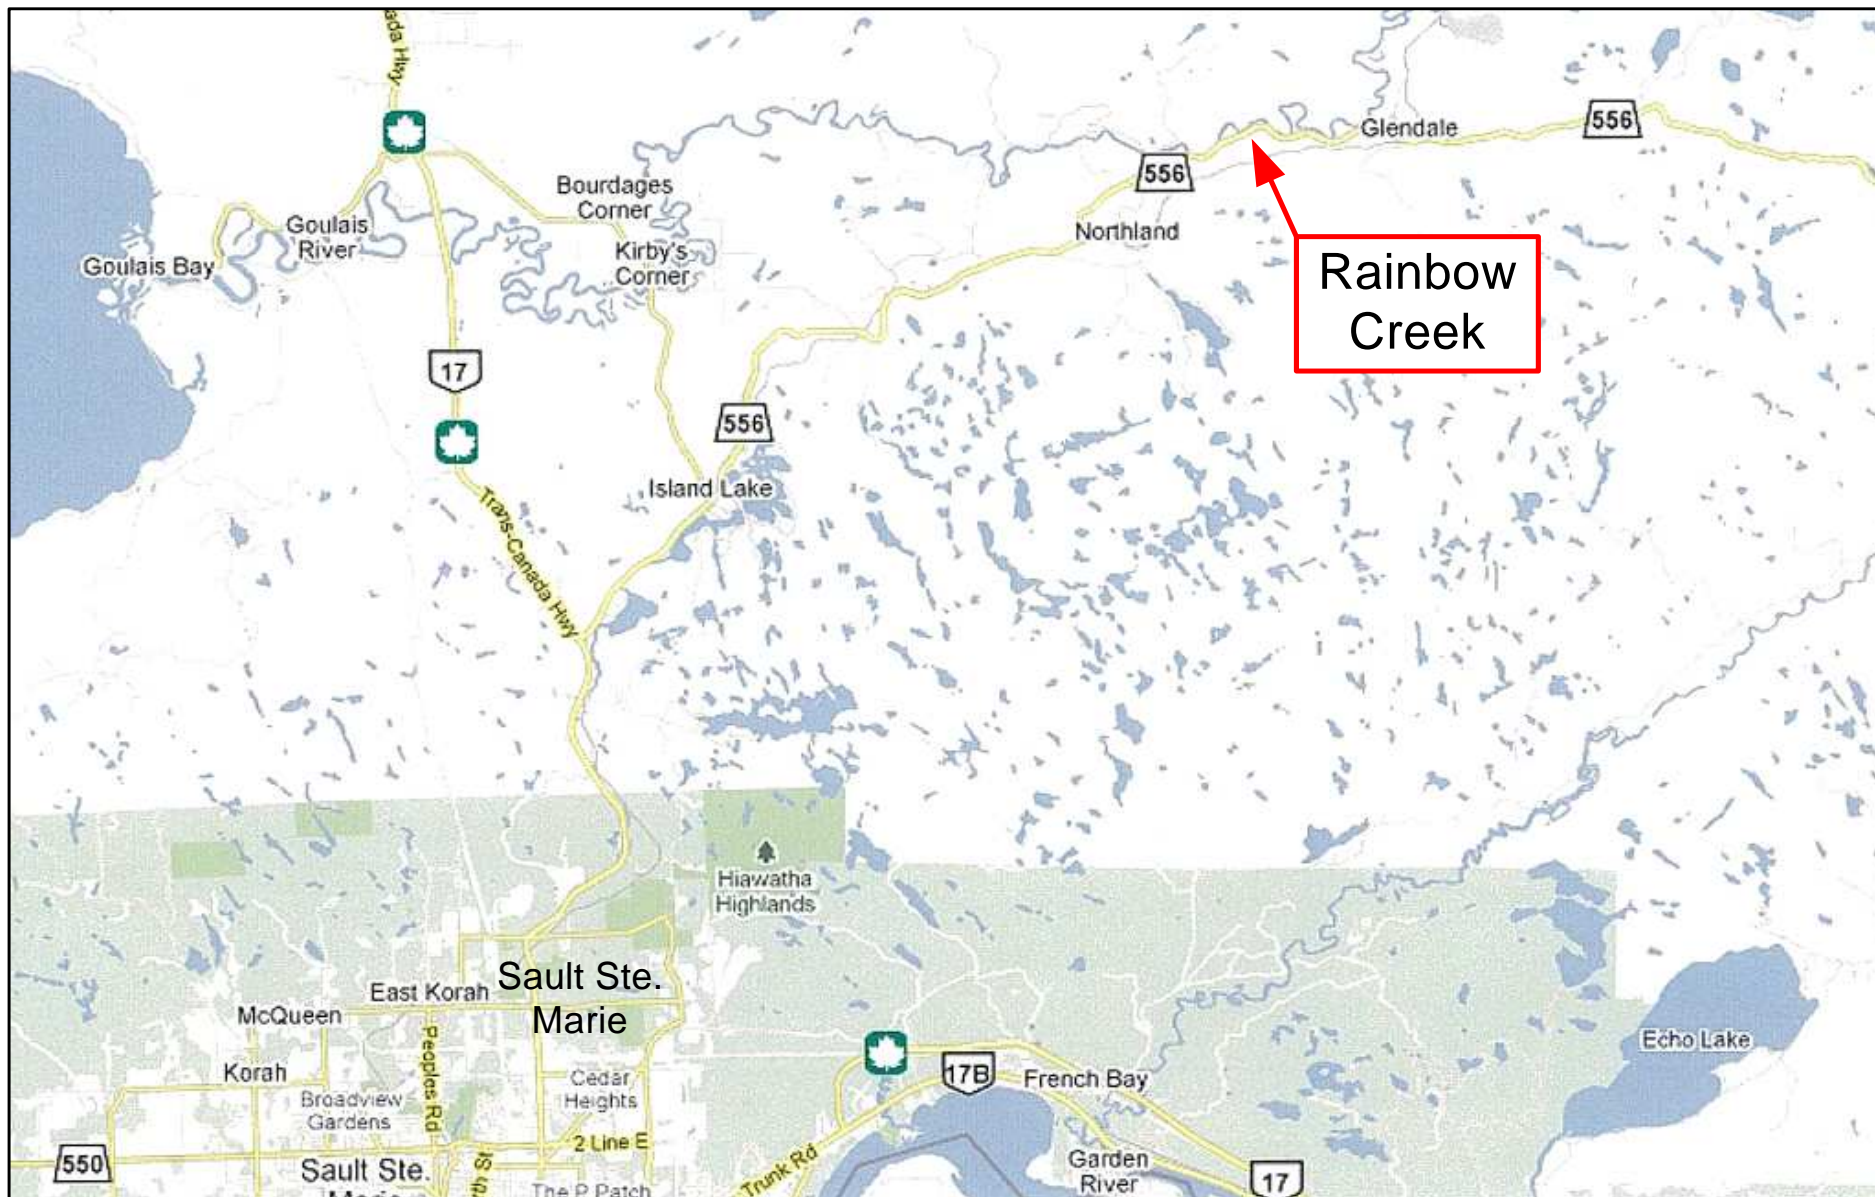 ada Hwy
556
Glendale
556
Bourdages
Corner
Goulais
River
Northland
Kirby's
Corner
Goulais Bay
Rainbow
Creek
17
556
Island Lake
Trans-Canada Hwy
Hiawatha
Highlands
Sault Ste.
Marie
East Korah
McQueen
Peoples Rd
Echo Lake
Korah
Cedar
Heights
17B
French Bay
Broadview
Gardens
2 Line E
550
Sault Ste.
Marie
Trunk Rd
Garden
River
17
The P Patch